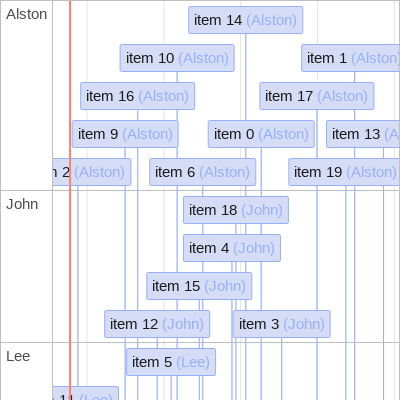 Alston
item 14 (Alston)
item 10 (Alston)
item 1 (Alston)
item 16 (Alston)
item 17 (Alston)
item 9 (Alston)
item 0 (Alston)
item 13
2 (Alston)
item 6 (Alston)
item 19 (Alston)
John
item 18 (John)
item 4 (John)
item 15 (John)
item 12 (John)
item 3 (John)
Lee
item 5 (Lee)
(Lee)